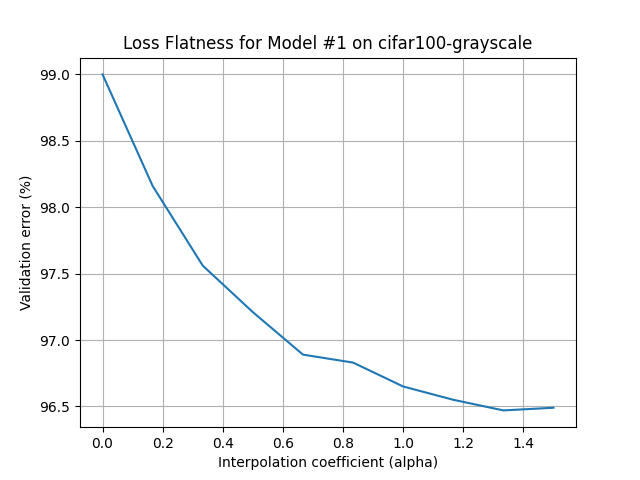 Loss Flatness for Model #1 on cifar100-grayscale
99.0
98.5
98.0
97.5
97.0
96.5
Validation error (%)
0.0 0.2 0.4 0.6 0.8 1.0 1.2 1.4
Interpolation coefficient (alpha)